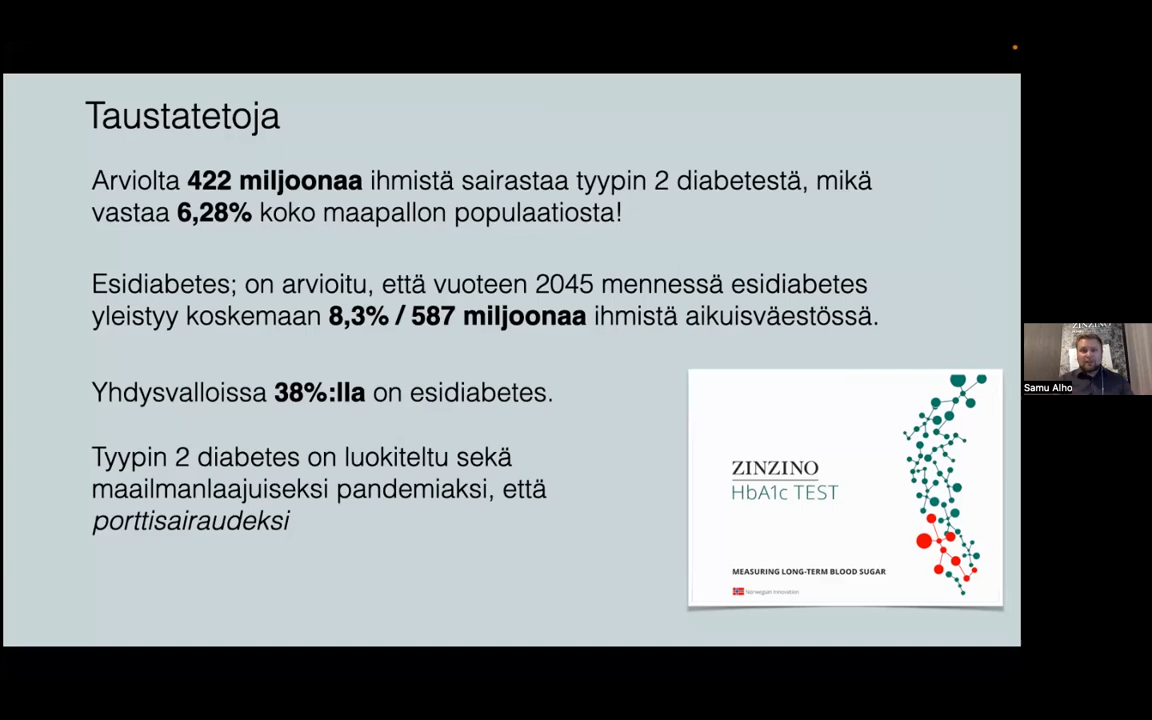 Taustatetoja
Arviolta 422 miljoonaa ihmistä sairastaa tyypin 2 diabetestä, mikä
vastaa 6,28% koko maapallon populaatiosta!
Esidiabetes; on arvioitu, että vuoteen 2045 mennessä esidiabetes
yleistyy koskemaan 8,3% / 587 miljoonaa ihmistä aikuisväestössä.
Yhdysvalloissa 38%:lla on esidiabetes.
Tyypin 2 diabetes on luokiteltu sekä
maailmanlaajuiseksi pandemiaksi, että
porttisairaudeksi
ZINZINO
HbA1c TEST
MEASURING LONG-TERM BLOOD SUGAR
Norwegian Innovation
ZINZINO
Samu Alho